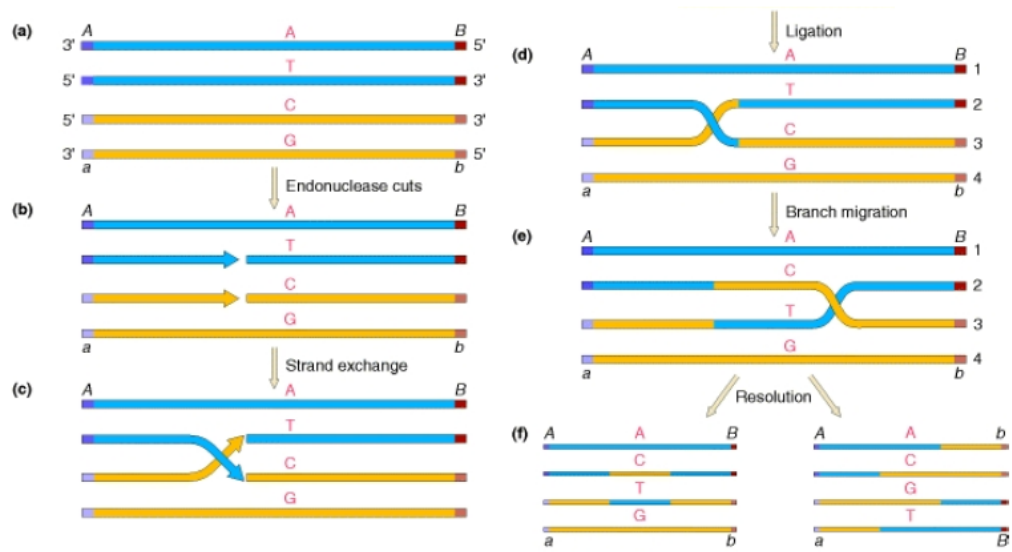 (a)
A A B
3' 5'
T
5' 3'
C
5' 3'
G
3' 5'
a b
Endonuclease cuts
(b)
A A B
T
C
G
a b
Strand exchange
(c)
A A B
T
C
G
a b
Ligation
(d)
A A B
1
T
2
C
3
G
4
a b
Branch migration
(e)
A A B
1
C
2
T
3
G
4
a b
Resolution
(f)
A A B
C
T
G
a b
A A b
C
G
T
a B